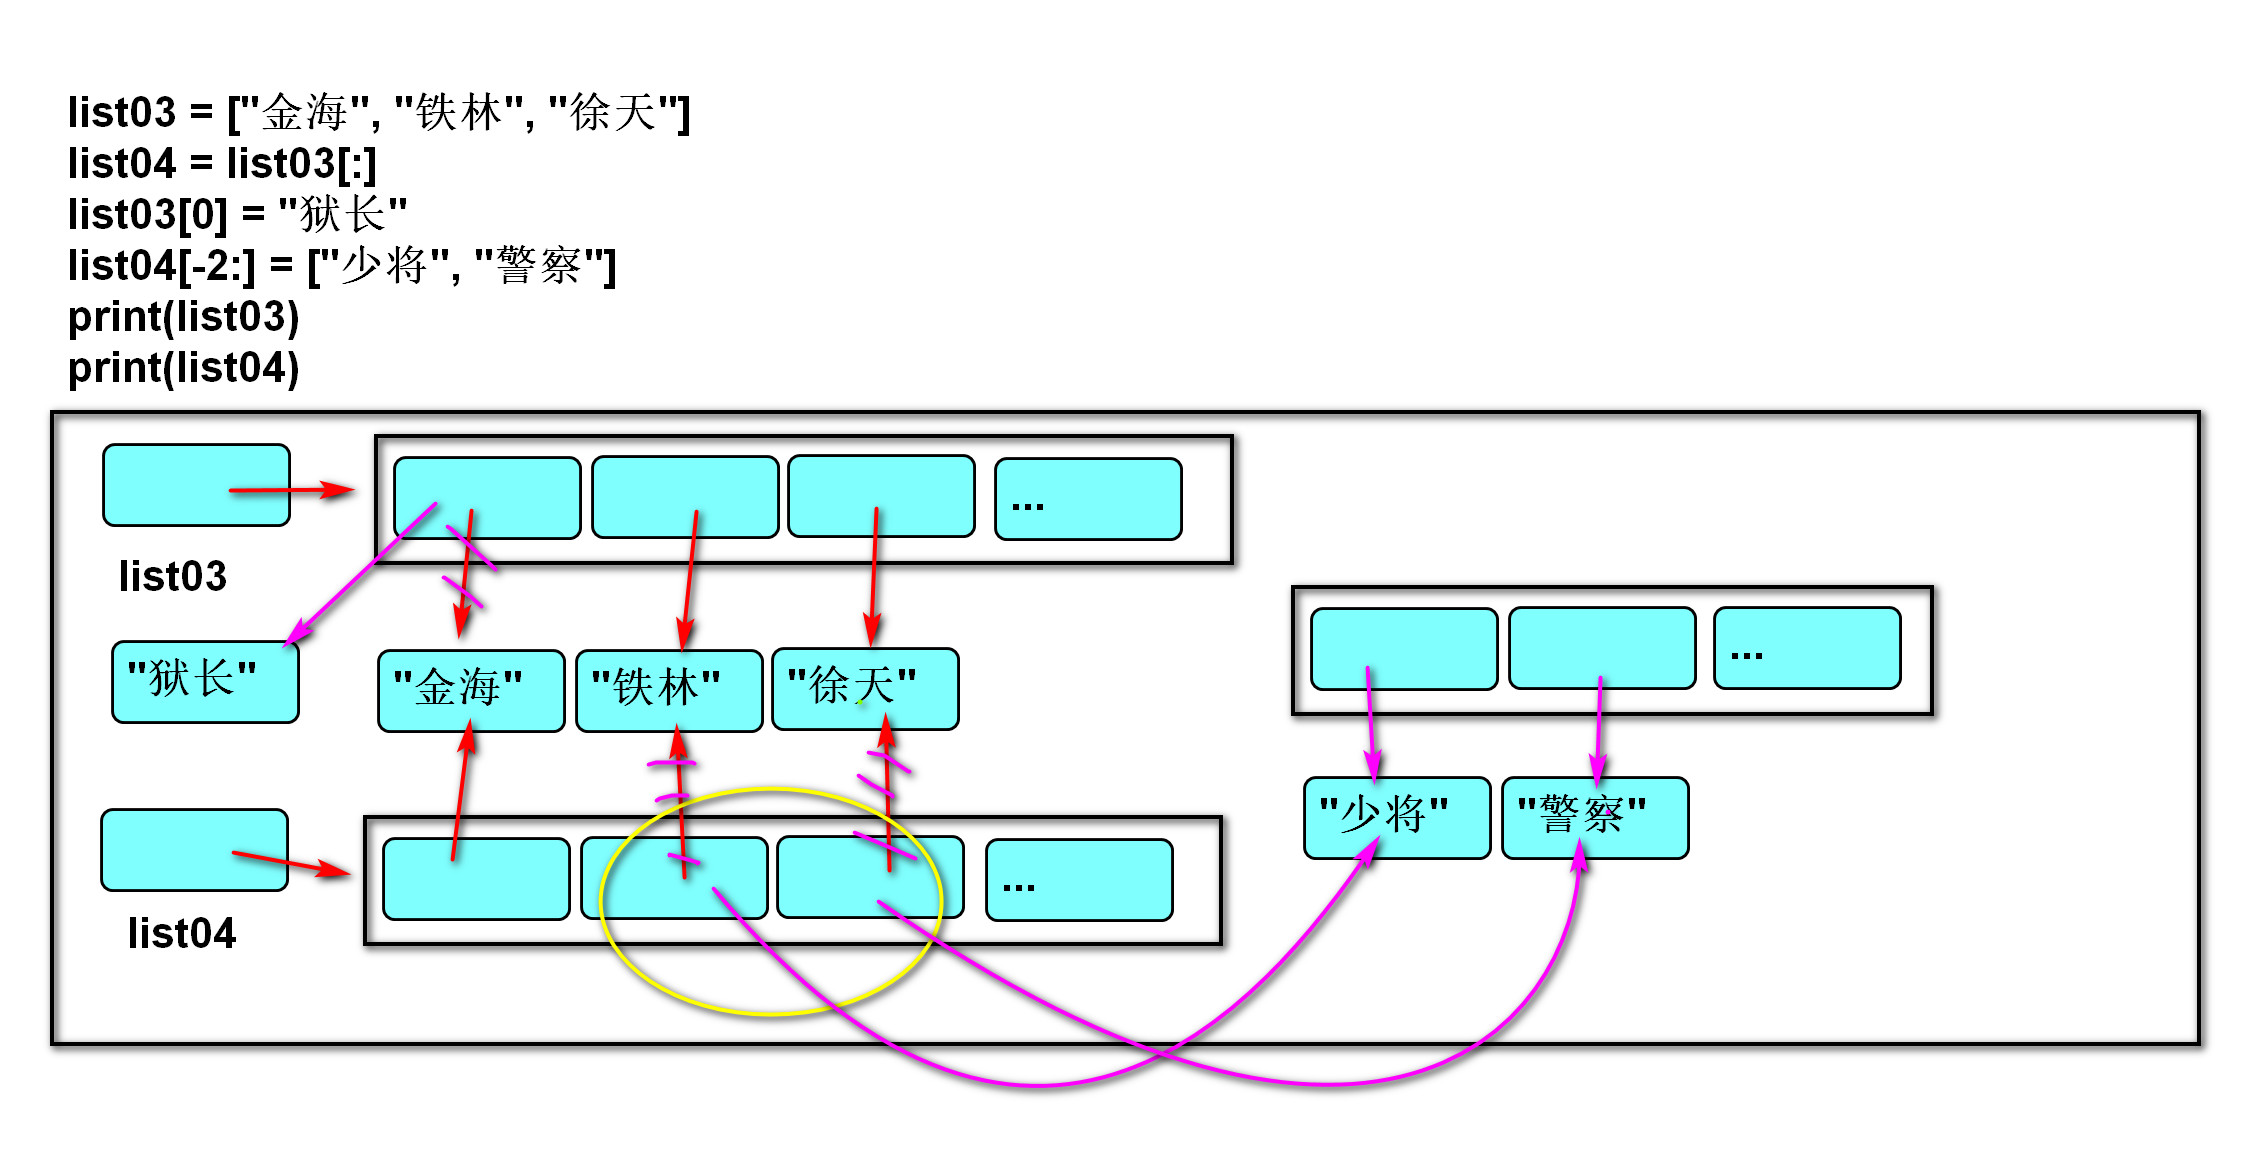 list03 = ["金海", "铁林", "徐天"]
list04 = list03[:]
list03[0] = "狱长"
list04[-2:] = ["少将", "警察"]
print(list03)
print(list04)
...
list03
...
"狱长" "金海" "铁林" "徐天"
"少将" "警察"
...
list04